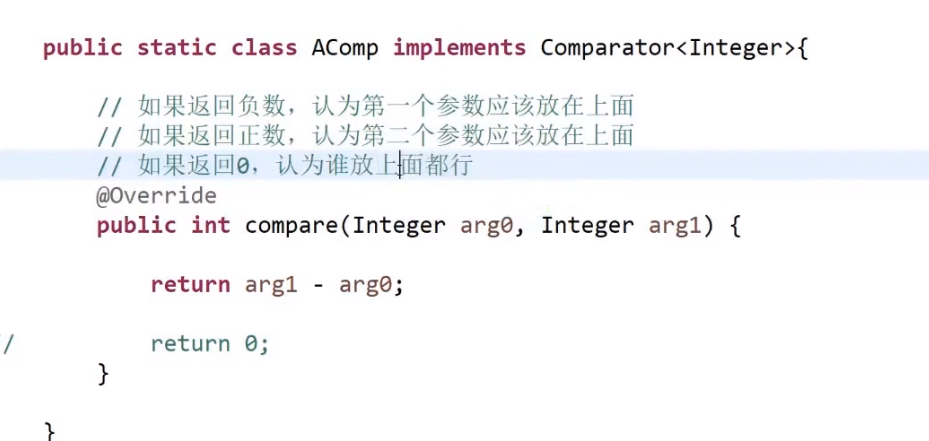 public static class AComp implements Comparator<Integer>{
// 如果返回负数，认为第一个参数应该放在上面
// 如果返回正数，认为第二个参数应该放在上面
// 如果返回0，认为谁放上面都行
@Override
public int compare(Integer arg0, Integer arg1) {
return arg1 - arg0;
// return 0;
}
}